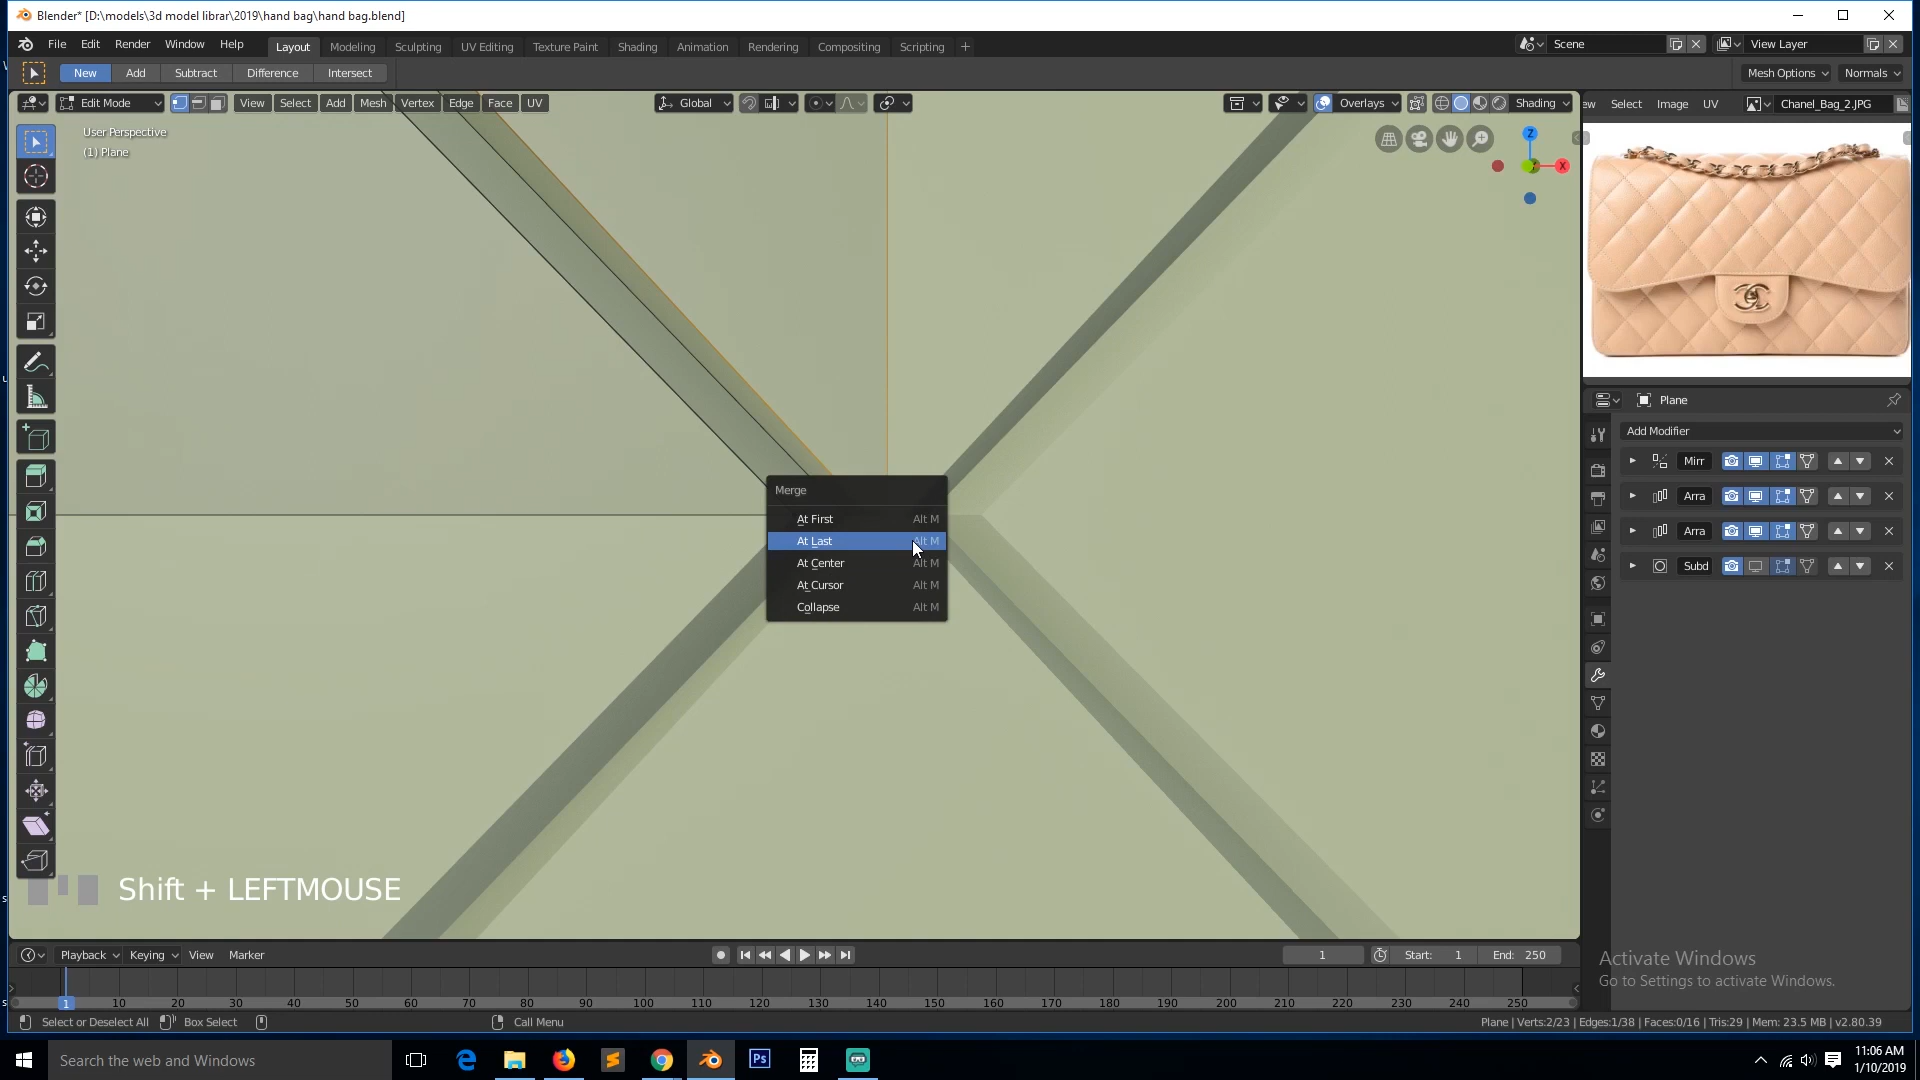 Blender* [D:\models\3d model librar\2019\hand bag\hand bag.blend]
File Edit Render Window Help Layout Modeling Sculpting UV Editing Texture Paint Shading Animation Rendering Compositing Scripting + Scene View Layer
New Add Subtract Difference Intersect Mesh Options Normals
Edit Mode View Select Add Mesh Vertex Edge Face UV Global Overlays Shading ew Select Image UV Chanel_Bag_2.JPG
User Perspective
(1) Plane
Z
X
Plane
Add Modifier
Mirr
Arra
Arra
Subd
Merge
At First Alt M
At Last Alt M
At Center Alt M
At Cursor Alt M
Collapse Alt M
Shift + LEFTMOUSE
Playback Keying View Marker 1 Start: 1 End: 250
1 10 20 30 40 50 60 70 80 90 100 110 120 130 140 150 160 170 180 190 200 210 220 230 240 250
Activate Windows
Go to Settings to activate Windows.
Select or Deselect All Box Select Call Menu Plane | Verts:2/23 | Edges:1/38 | Faces:0/16 | Tris:29 | Mem: 23.5 MB | v2.80.39
Search the web and Windows
Ps
11:06 AM
1/10/2019